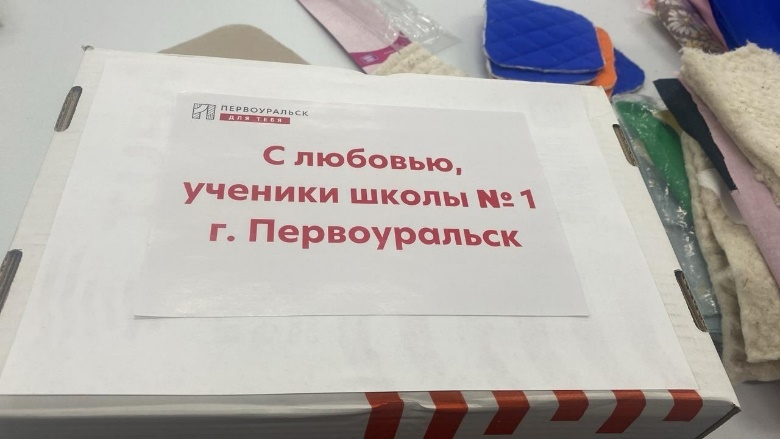 ПЕРВОУРАЛЬСК
ДЛЯ ТЕБЯ
С любовью,
ученики школы № 1
г. Первоуральск